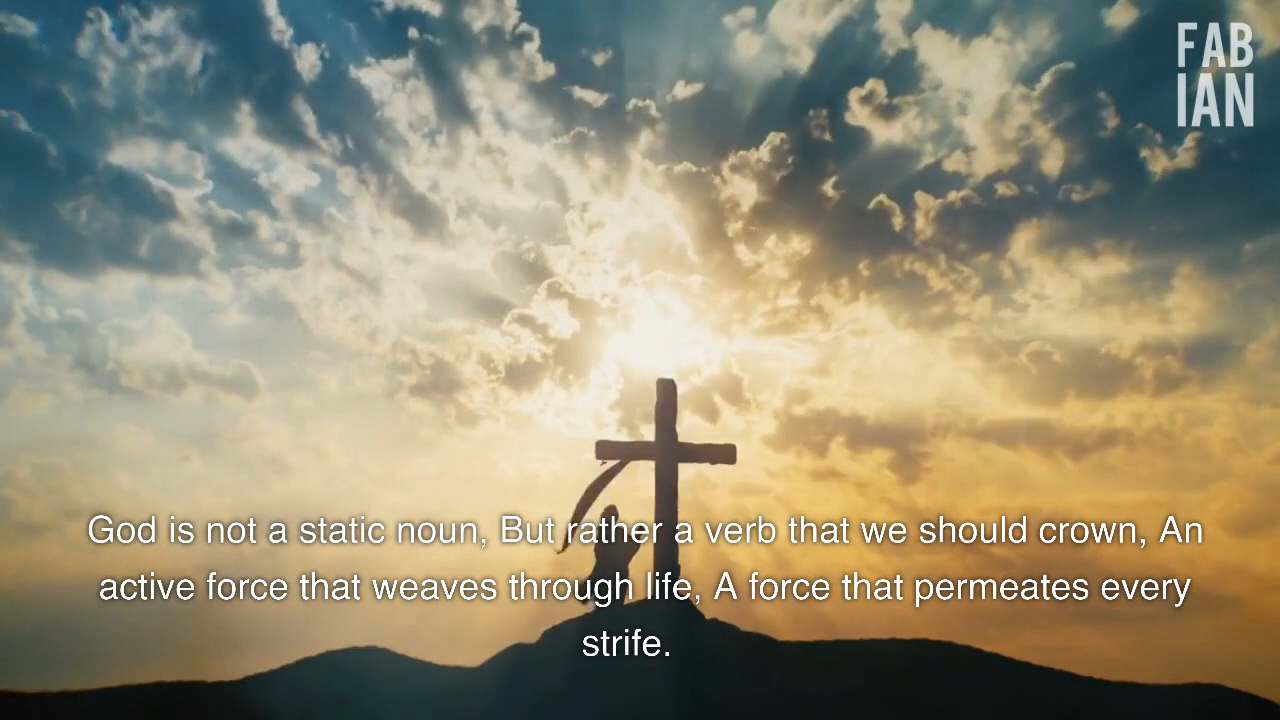 FAB
IAN
God is not a static noun, But rather a verb that we should crown, An
active force that weaves through life, A force that permeates every
strife.